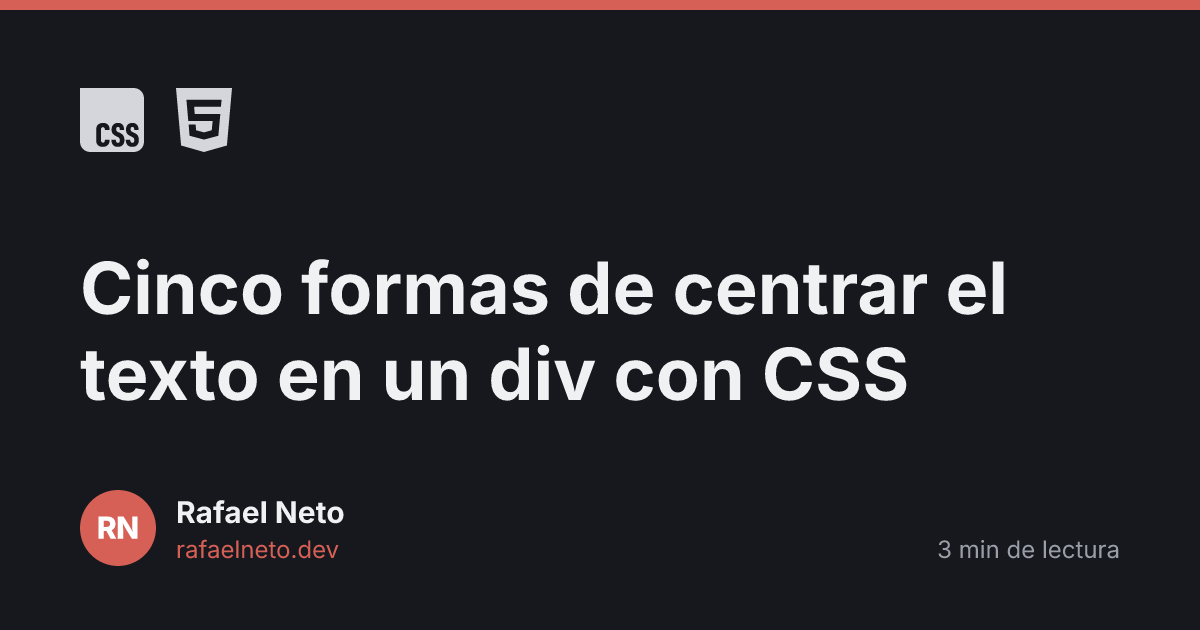 CSS
5
Cinco formas de centrar el
texto en un div con CSS
RN
Rafael Neto
rafaelneto.dev
3 min de lectura